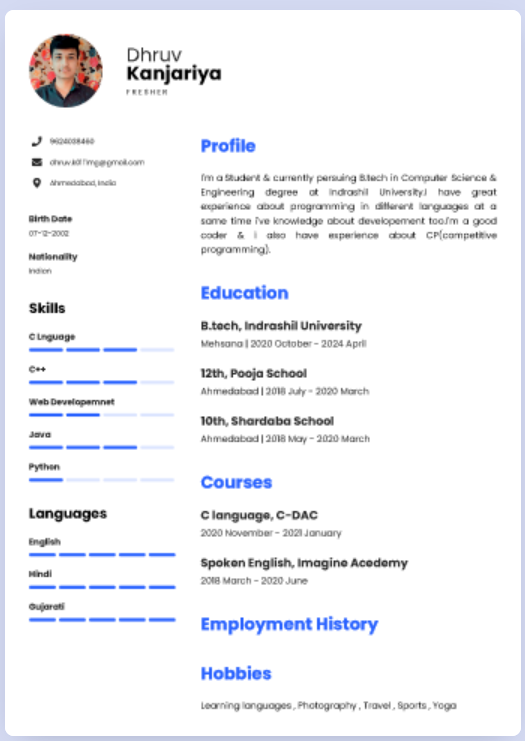 Dhruv
Kanjariya
FRESHER
9624008460
Ahmedabad, India
Birth Date
07-12-2002
Nationality
Indian
Skills
C Lnguage
C++
Web Developemnet
Java
Python
Languages
English
Hindi
Gujarati
Profile
I'm a Student & currently persuing B.tech in Computer Science &
Engineering degree at Indrashil University.I have great
experience about programming in different languages at a
same time i've knowledge about developement too.I'm a good
coder & i also have experience about CP(competitive
programming).
Education
B.tech, Indrashil University
Mehsana | 2020 October - 2024 April
12th, Pooja School
Ahmedabad | 2018 July - 2020 March
10th, Shardaba School
Ahmedabad | 2018 May - 2020 March
Courses
C language, C-DAC
2020 November - 2021 January
Spoken English, Imagine Acedemy
2018 March - 2020 June
Employment History
Hobbies
Learning languages , Photography , Travel , Sports , Yoga